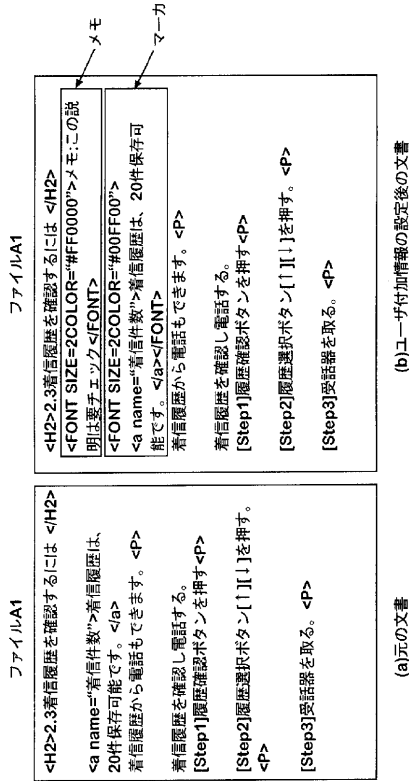 ファイルA1
<H2>2.3着信履歴を確認するには </H2>
<a name="着信件数">着信履歴は、
20件保存可能です。 </a>
着信履歴から電話もできます。 <P>
着信履歴を確認し電話する。
[Step1]履歴確認ボタンを押す<P>
[Step2]履歴選択ボタン[↑][↓]を押す。
<P>
[Step3]受話器を取る。 <P>
(a)元の文書
ファイルA1
<H2>2.3着信履歴を確認するには </H2>
<FONT SIZE=2COLOR="#FF0000">メモ:この説
明は要チェック</FONT>
<FONT SIZE=2COLOR="#00FF00">
<a name="着信件数">着信履歴は、20件保存可
能です。 </a></FONT>
着信履歴から電話もできます。 <P>
着信履歴を確認し電話する。
[Step1]履歴確認ボタンを押す<P>
[Step2]履歴選択ボタン[↑][↓]を押す。 <P>
[Step3]受話器を取る。 <P>
メモ
マーカ
(b)ユーザ付加情報の設定後の文書